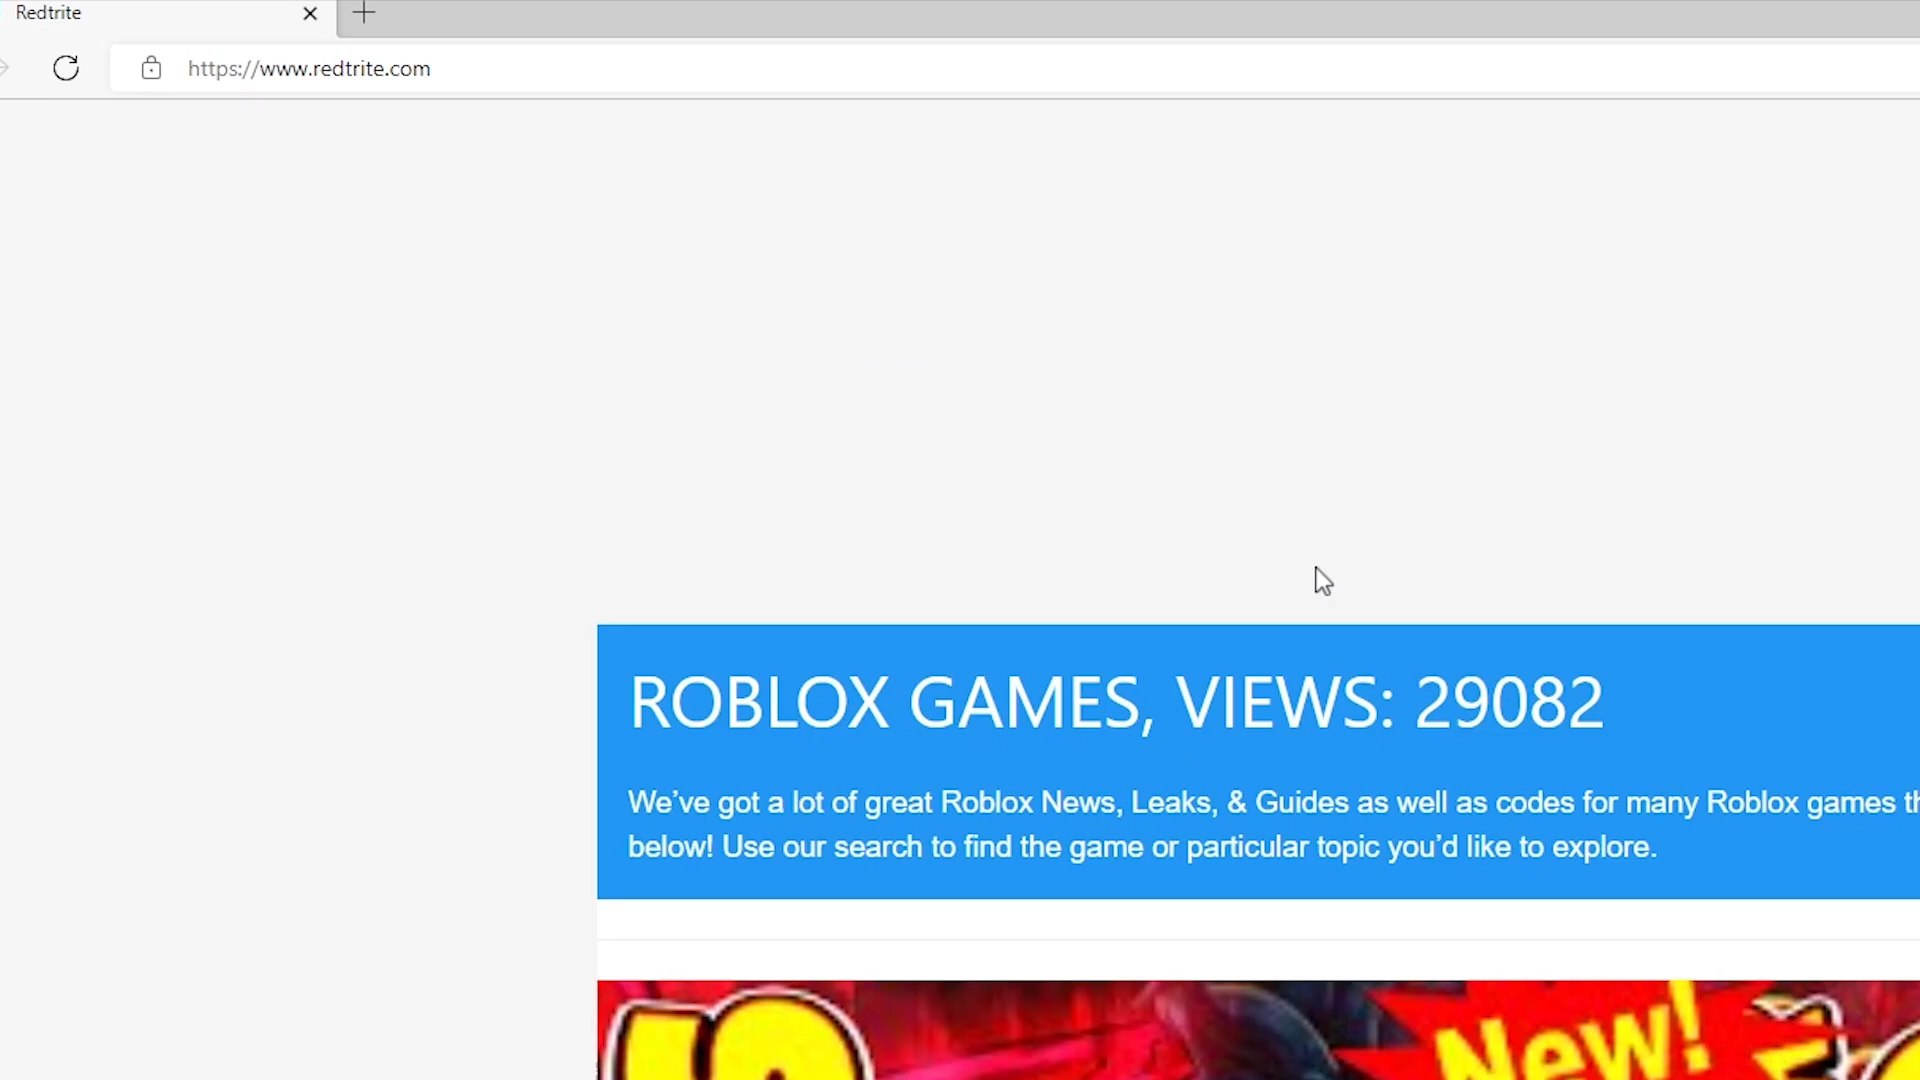 Redtrite
https://www.redtrite.com
ROBLOX GAMES, VIEWS: 29082
We’ve got a lot of great Roblox News, Leaks, & Guides as well as codes for many Roblox games
below! Use our search to find the game or particular topic you’d like to explore.
New!